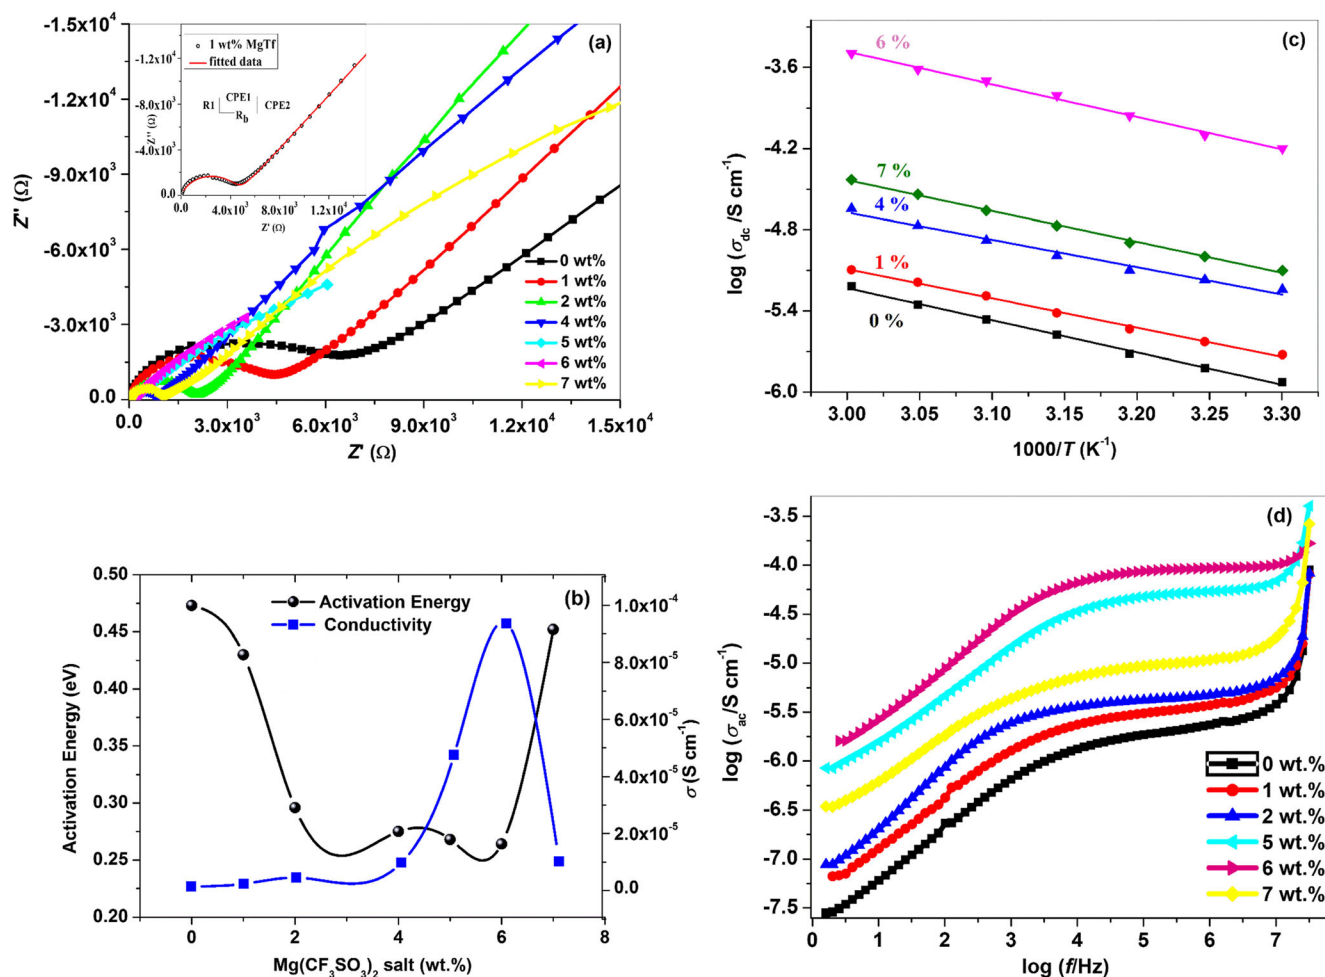 (a)
-1.5x10⁴
-1.2x10⁴
-9.0x10³
-6.0x10³
-3.0x10³
0.0
Z'' (Ω)
0.0 3.0x10³ 6.0x10³ 9.0x10³ 1.2x10⁴ 1.5x10⁴
Z' (Ω)
0 wt%
1 wt%
2 wt%
4 wt%
5 wt%
6 wt%
7 wt%
1 wt% MgTf
fitted data
-1.2x10⁴
-8.0x10³
-4.0x10³
0.0
Z'' (Ω)
R1 CPE1 CPE2
R_b
0.0 4.0x10³ 8.0x10³ 1.2x10⁴
Z' (Ω)
(c)
-3.6
-4.2
-4.8
-5.4
-6.0
log (σ_dc /S cm⁻¹)
6 %
7 %
4 %
1 %
0 %
3.00 3.05 3.10 3.15 3.20 3.25 3.30
1000/T (K⁻¹)
(b)
Activation Energy
Conductivity
0.50
0.45
0.40
0.35
0.30
0.25
0.20
Activation Energy (eV)
1.0x10⁻⁴
8.0x10⁻⁵
6.0x10⁻⁵
4.0x10⁻⁵
2.0x10⁻⁵
0.0
σ (S cm⁻¹)
0 2 4 6 8
Mg(CF₃SO₃)₂ salt (wt.%)
(d)
-3.5
-4.0
-4.5
-5.0
-5.5
-6.0
-6.5
-7.0
-7.5
log (σ_ac/S cm⁻¹)
0 wt.%
1 wt.%
2 wt.%
5 wt.%
6 wt.%
7 wt.%
0 1 2 3 4 5 6 7
log (f/Hz)